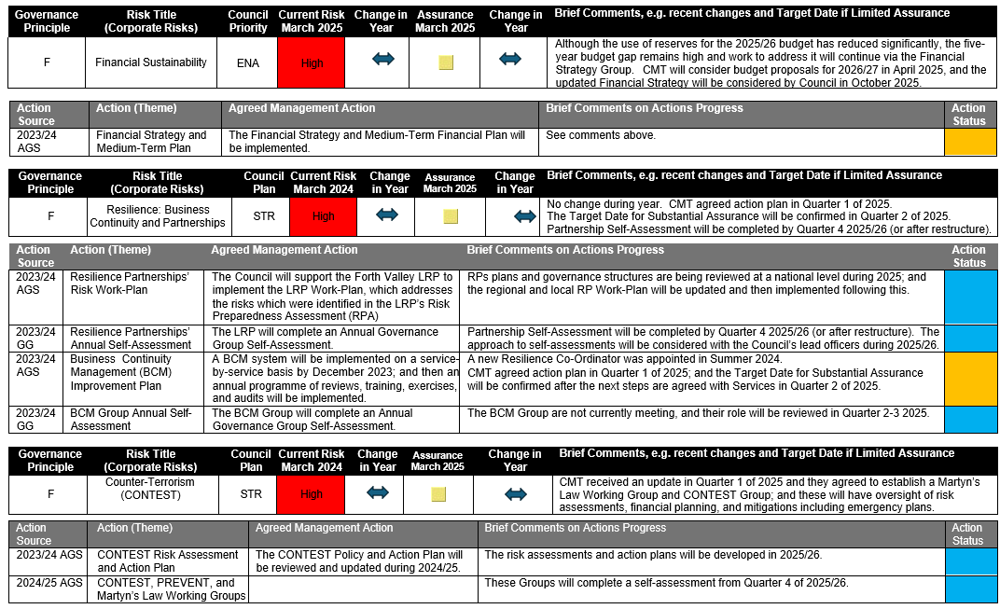 Governance Principle
Risk Title (Corporate Risks)
Council Priority
Current Risk March 2025
Change in Year
Assurance March 2025
Change in Year
Brief Comments, e.g. recent changes and Target Date if Limited Assurance
F
Financial Sustainability
ENA
High
Although the use of reserves for the 2025/26 budget has reduced significantly, the five-
year budget gap remains high and work to address it will continue via the Financial
Strategy Group. CMT will consider budget proposals for 2026/27 in April 2025, and the
updated Financial Strategy will be considered by Council in October 2025.
Action Source
Action (Theme)
Agreed Management Action
Brief Comments on Actions Progress
Action Status
2023/24
AGS
Financial Strategy and
Medium-Term Plan
The Financial Strategy and Medium-Term Financial Plan will
be implemented.
See comments above.
Governance Principle
Risk Title (Corporate Risks)
Council Plan
Current Risk March 2024
Change in Year
Assurance March 2025
Change in Year
Brief Comments, e.g. recent changes and Target Date if Limited Assurance
F
Resilience: Business
Continuity and Partnerships
STR
High
No change during year. CMT agreed action plan in Quarter 1 of 2025.
The Target Date for Substantial Assurance will be confirmed in Quarter 2 of 2025.
Partnership Self-Assessment will be completed by Quarter 4 2025/26 (or after restructure).
Action Source
Action (Theme)
Agreed Management Action
Brief Comments on Actions Progress
Action Status
2023/24
AGS
Resilience Partnerships’
Risk Work-Plan
The Council will support the Forth Valley LRP to
implement the LRP Work-Plan, which addresses
the risks which were identified in the LRP’s Risk
Preparedness Assessment (RPA)
RPs plans and governance structures are being reviewed at a national level during 2025; and
the regional and local RP Work-Plan will be updated and then implemented following this.
2023/24
GG
Resilience Partnerships’
Annual Self-Assessment
The LRP will complete an Annual Governance
Group Self-Assessment.
Partnership Self-Assessment will be completed by Quarter 4 2025/26 (or after restructure). The
approach to self-assessments will be considered with the Council’s lead officers during 2025/26.
2023/24
AGS
Business Continuity
Management (BCM)
Improvement Plan
A BCM system will be implemented on a service-
by-service basis by December 2023; and then an
annual programme of reviews, training, exercises,
and audits will be implemented.
A new Resilience Co-Ordinator was appointed in Summer 2024.
CMT agreed action plan in Quarter 1 of 2025; and the Target Date for Substantial Assurance
will be confirmed after the next steps are agreed with Services in Quarter 2 of 2025.
2023/24
GG
BCM Group Annual Self-
Assessment
The BCM Group will complete an Annual
Governance Group Self-Assessment.
The BCM Group are not currently meeting, and their role will be reviewed in Quarter 2-3 2025.
Governance Principle
Risk Title (Corporate Risks)
Council Plan
Current Risk March 2024
Change in Year
Assurance March 2025
Change in Year
Brief Comments, e.g. recent changes and Target Date if Limited Assurance
F
Counter-Terrorism
(CONTEST)
STR
High
CMT received an update in Quarter 1 of 2025 and they agreed to establish a Martyn’s
Law Working Group and CONTEST Group; and these will have oversight of risk
assessments, financial planning, and mitigations including emergency plans.
Action Source
Action (Theme)
Agreed Management Action
Brief Comments on Actions Progress
Action Status
2023/24 AGS
CONTEST Risk Assessment
and Action Plan
The CONTEST Policy and Action Plan will
be reviewed and updated during 2024/25.
The risk assessments and action plans will be developed in 2025/26.
2024/25 AGS
CONTEST, PREVENT, and
Martyn’s Law Working Groups
These Groups will complete a self-assessment from Quarter 4 of 2025/26.